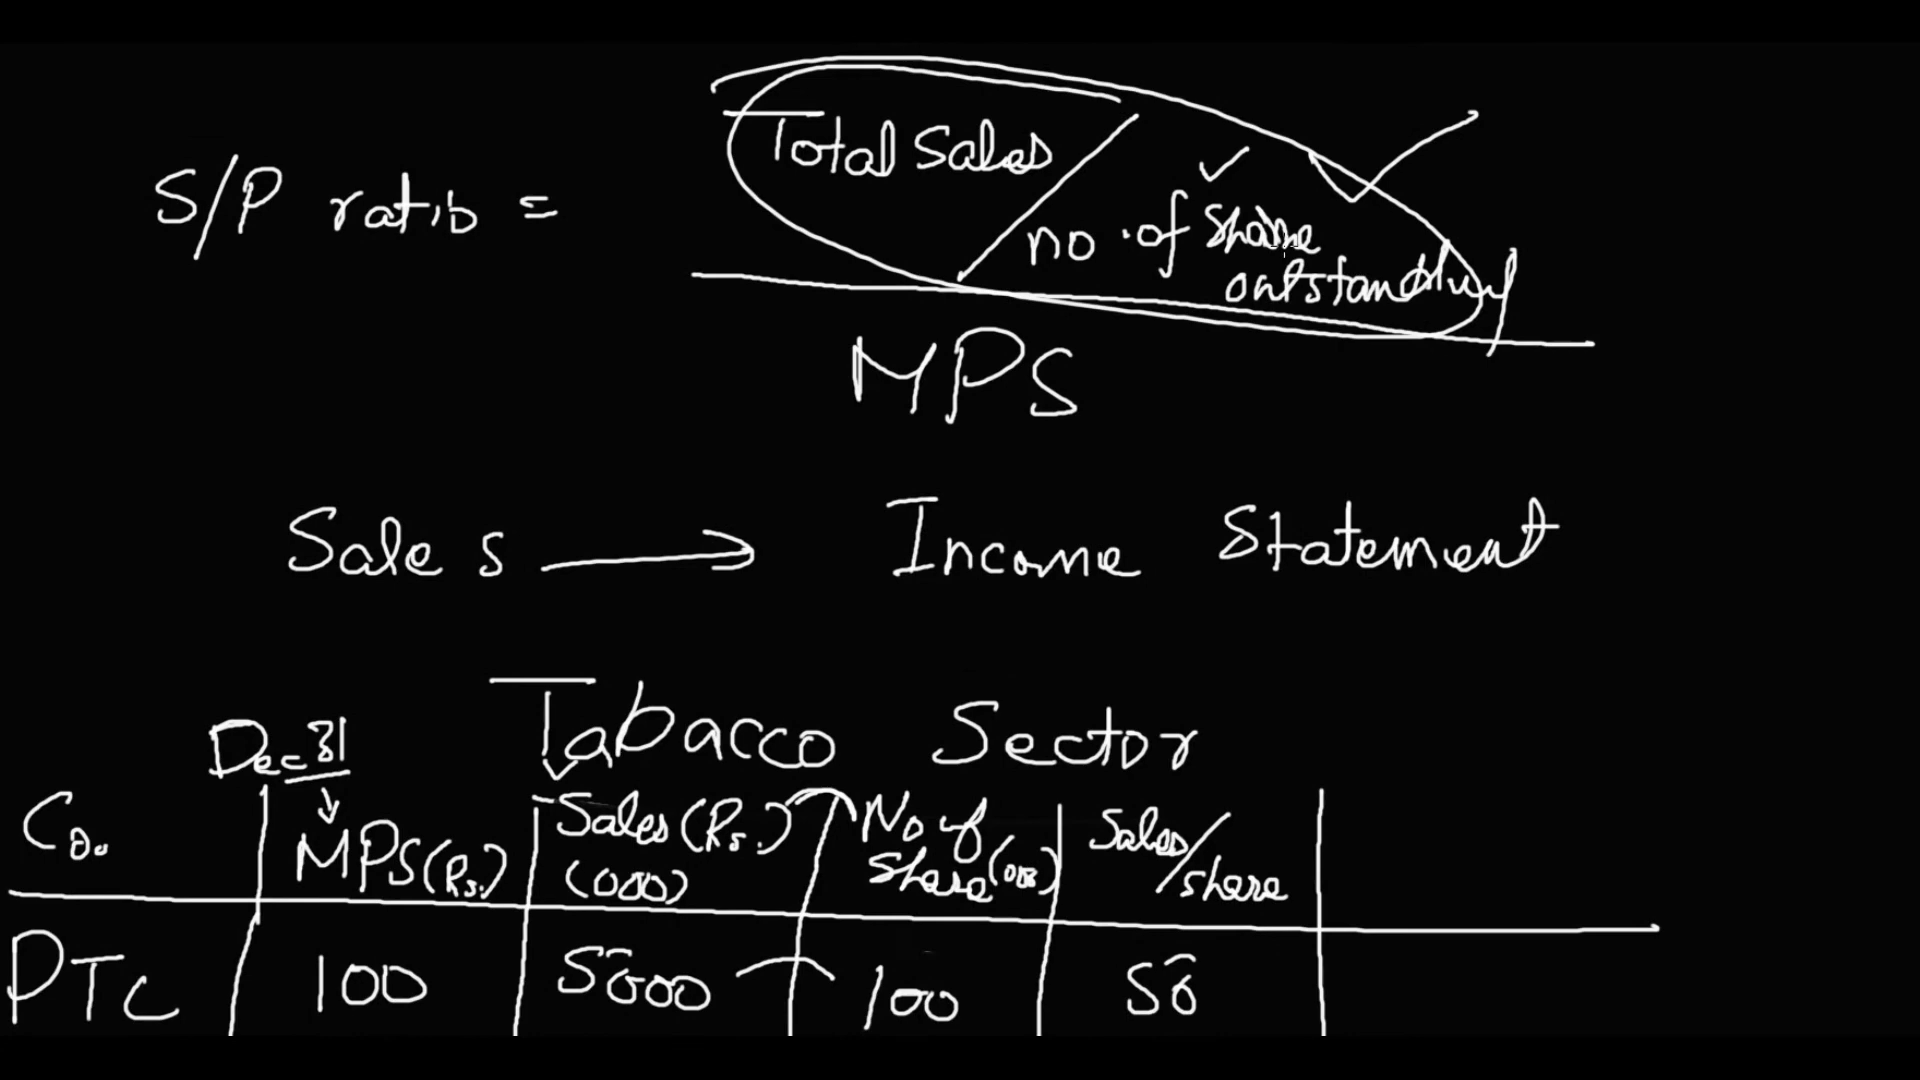 S/P ratio =
Total Sales / no. of share outstanding
MPS
Sales → Income Statement
Tabacco Sector
Dec 31
Co. MPS(Rs.) Sales(Rs.) (000) No of share(000) Sales/share
PTC 100 5000 100 50